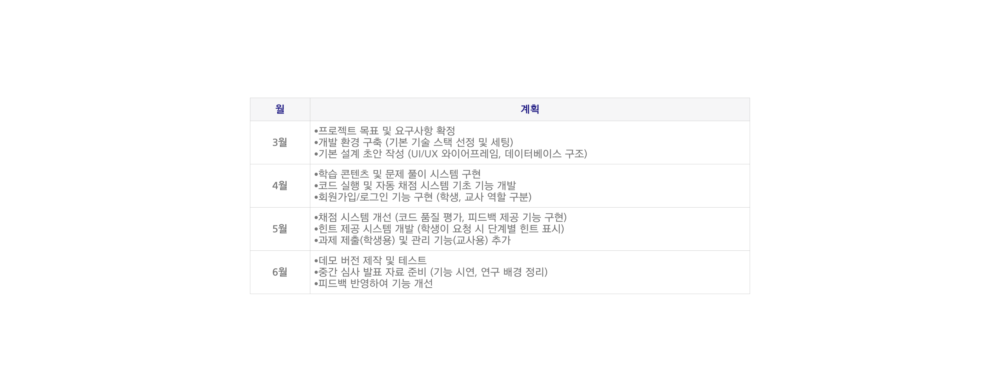 월
계획
3월
•프로젝트 목표 및 요구사항 확정
•개발 환경 구축 (기본 기술 스택 선정 및 세팅)
•기본 설계 초안 작성 (UI/UX 와이어프레임, 데이터베이스 구조)
4월
•학습 콘텐츠 및 문제 풀이 시스템 구현
•코드 실행 및 자동 채점 시스템 기초 기능 개발
•회원가입/로그인 기능 구현 (학생, 교사 역할 구분)
5월
•채점 시스템 개선 (코드 품질 평가, 피드백 제공 기능 구현)
•힌트 제공 시스템 개발 (학생이 요청 시 단계별 힌트 표시)
•과제 제출(학생용) 및 관리 기능(교사용) 추가
6월
•데모 버전 제작 및 테스트
•중간 심사 발표 자료 준비 (기능 시연, 연구 배경 정리)
•피드백 반영하여 기능 개선